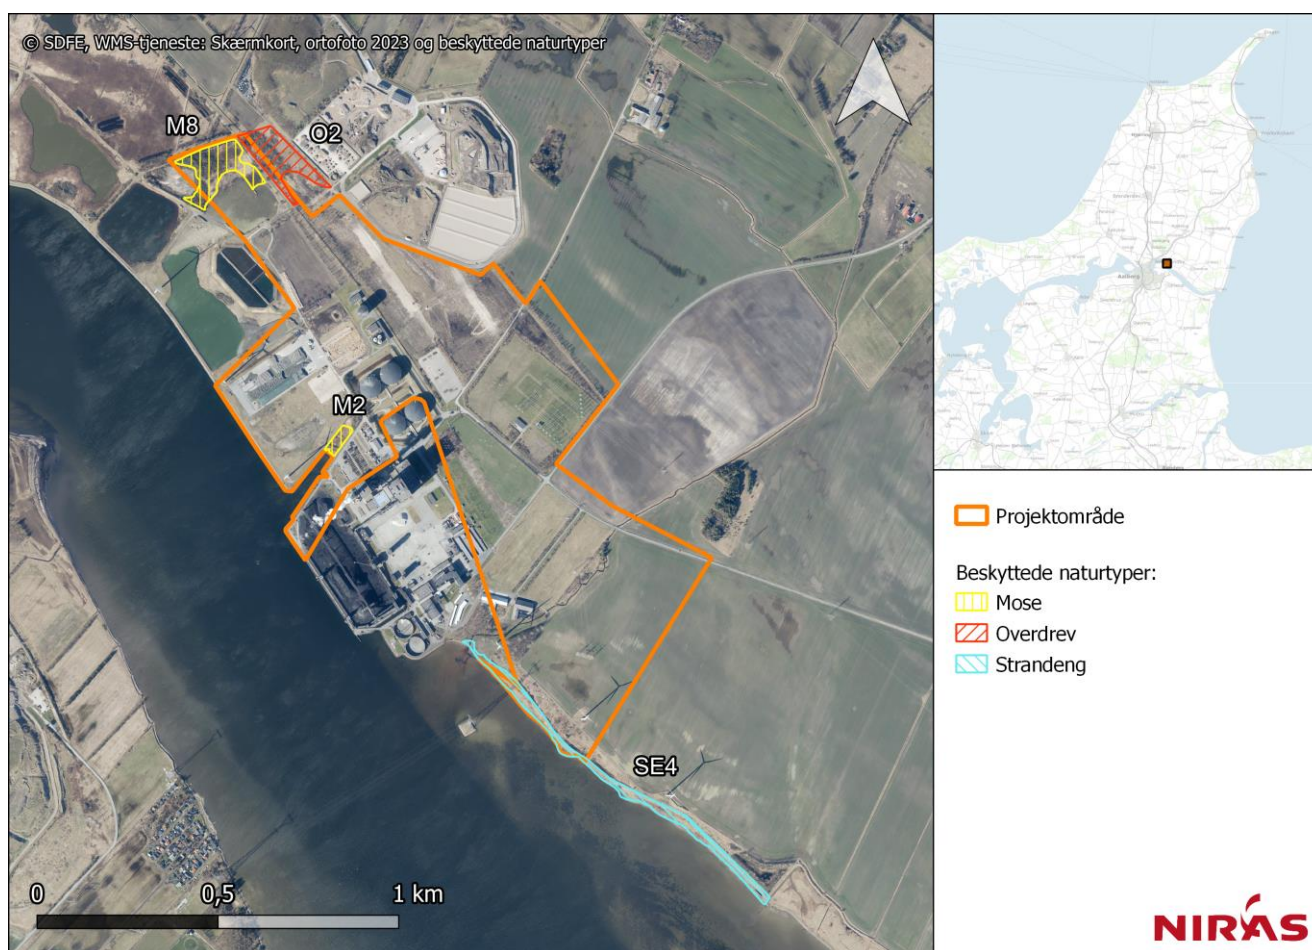 © SDFE, WMS-tjeneste: Skærmkort, ortofoto 2023 og beskyttede naturtyper
M8
O2
M2
SE4
0
0,5
1 km
Aalborg
Projektområde
Beskyttede naturtyper:
Mose
Overdrev
Strandeng
NIRAS